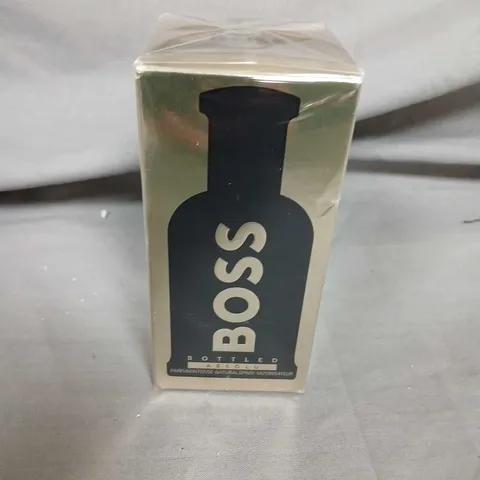 BOSS
BOTTLED
ABSOLU
PARFUM INTENSE NATURAL SPRAY VAPORISATEUR